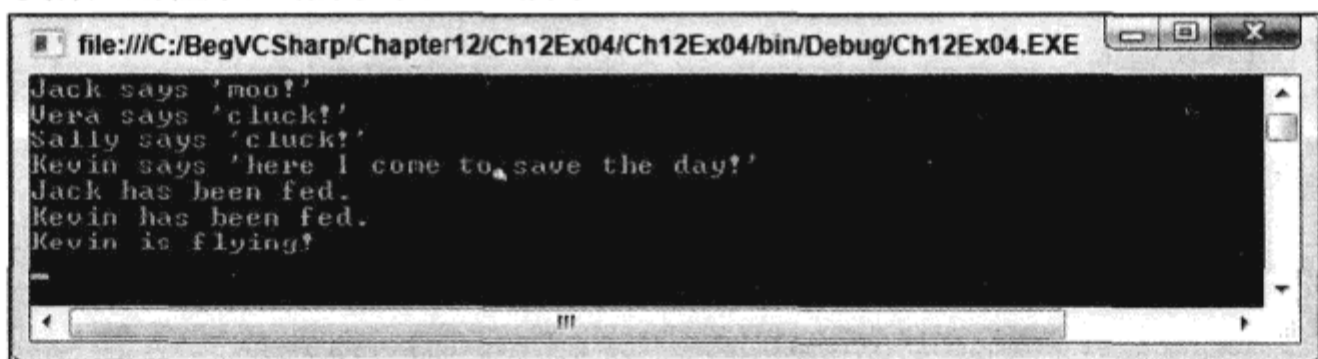 file:///C:/BegVCSharp/Chapter12/Ch12Ex04/Ch12Ex04/bin/Debug/Ch12Ex04.EXE
Jack says 'moo!'
Vera says 'cluck!'
Sally says 'cluck!'
Kevin says 'here I come to save the day!'
Jack has been fed.
Kevin has been fed.
Kevin is flying!